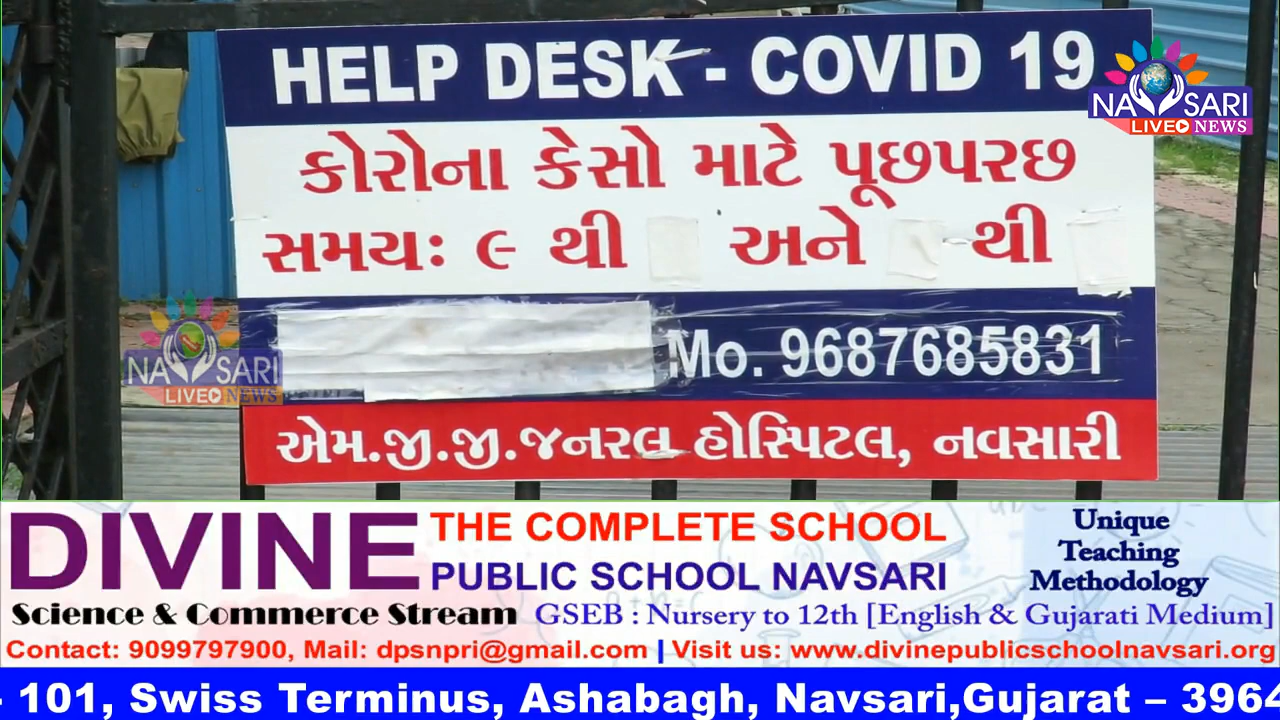 HELP DESK - COVID 19
NAVSARI
LIVE NEWS
કોરોના કેસો માટે પૂછપરછ
સમય: ૯ થી અને થી
Mo. 9687685831
NAVSARI
LIVE NEWS
એમ.જી.જી.જનરલ હોસ્પિટલ, નવસારી
DIVINE THE COMPLETE SCHOOL
PUBLIC SCHOOL NAVSARI
Unique
Teaching
Methodology
Science & Commerce Stream GSEB : Nursery to 12th [English & Gujarati Medium]
Contact: 9099797900, Mail: dpsnpri@gmail.com | Visit us: www.divinepublicschoolnavsari.org
- 101, Swiss Terminus, Ashabagh, Navsari,Gujarat – 3964